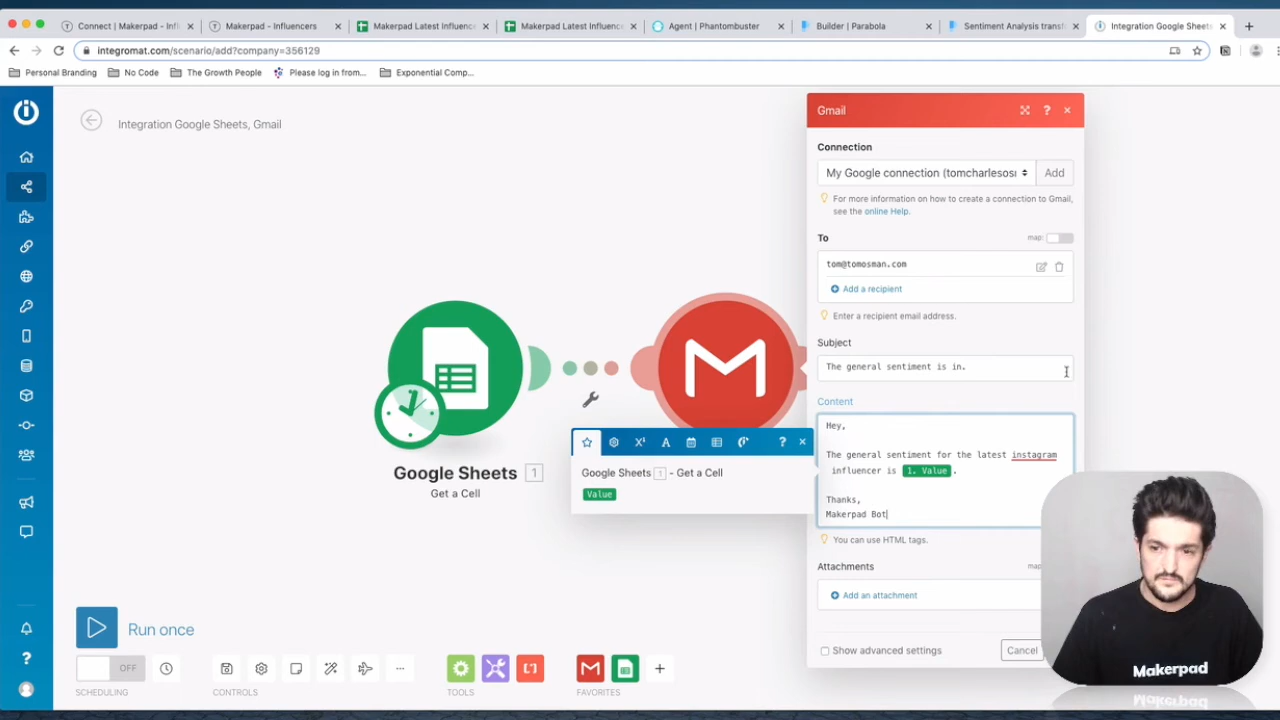 Connect | Makerpad - Infl
Makerpad - Influencers
Makerpad Latest Influence
Makerpad Latest Influence
Agent | Phantombuster
Builder | Parabola
Sentiment Analysis transf
Integration Google Sheets
integromat.com/scenario/add?company=356129
Personal Branding
No Code
The Growth People
Please log in from...
Exponential Comp...
Integration Google Sheets, Gmail
Gmail
?
Connection
My Google connection (tomcharlesos
Add
For more information on how to create a connection to Gmail,
see the online Help.
To
map:
tom@tomosman.com
Add a recipient
Enter a recipient email address.
Subject
The general sentiment is in.
Content
Hey,
The general sentiment for the latest instagram
influencer is 1. Value .
Thanks,
Makerpad Bot
You can use HTML tags.
Attachments
map
Add an attachment
Show advanced settings
Cancel
Google Sheets 1
Get a Cell
Google Sheets 1 - Get a Cell
Value
Run once
OFF
SCHEDULING
CONTROLS
TOOLS
FAVORITES
Makerpad